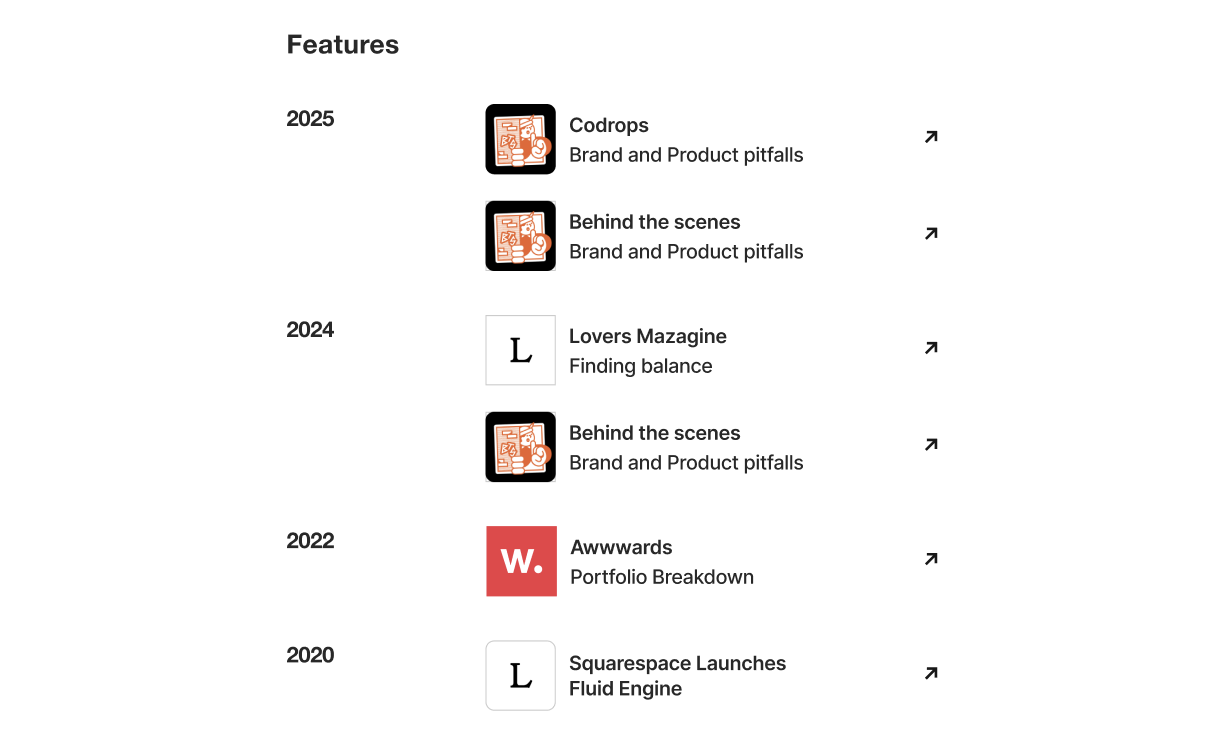 Features
2025
Codrops
Brand and Product pitfalls
Behind the scenes
Brand and Product pitfalls
2024
L
Lovers Mazagine
Finding balance
Behind the scenes
Brand and Product pitfalls
2022
W.
Awwwards
Portfolio Breakdown
2020
L
Squarespace Launches
Fluid Engine